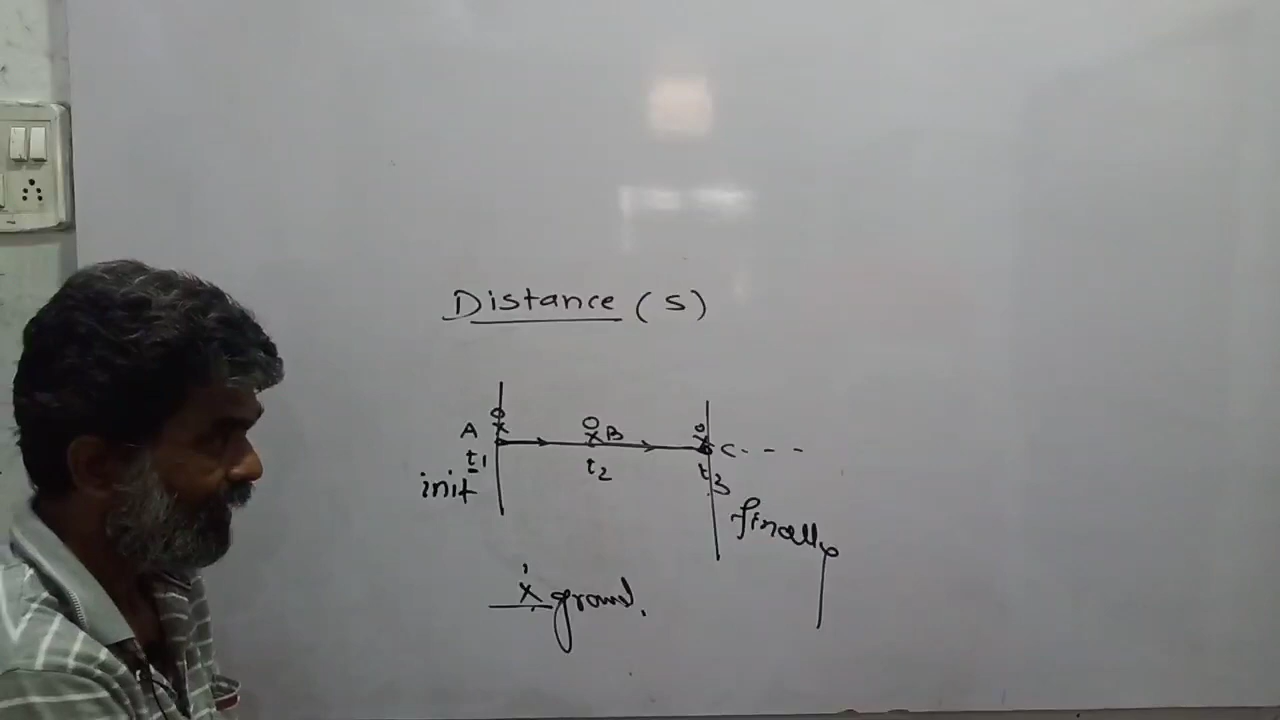 Distance (s)
A B C - - -
t1 t2 t3
init
finally
x ground.